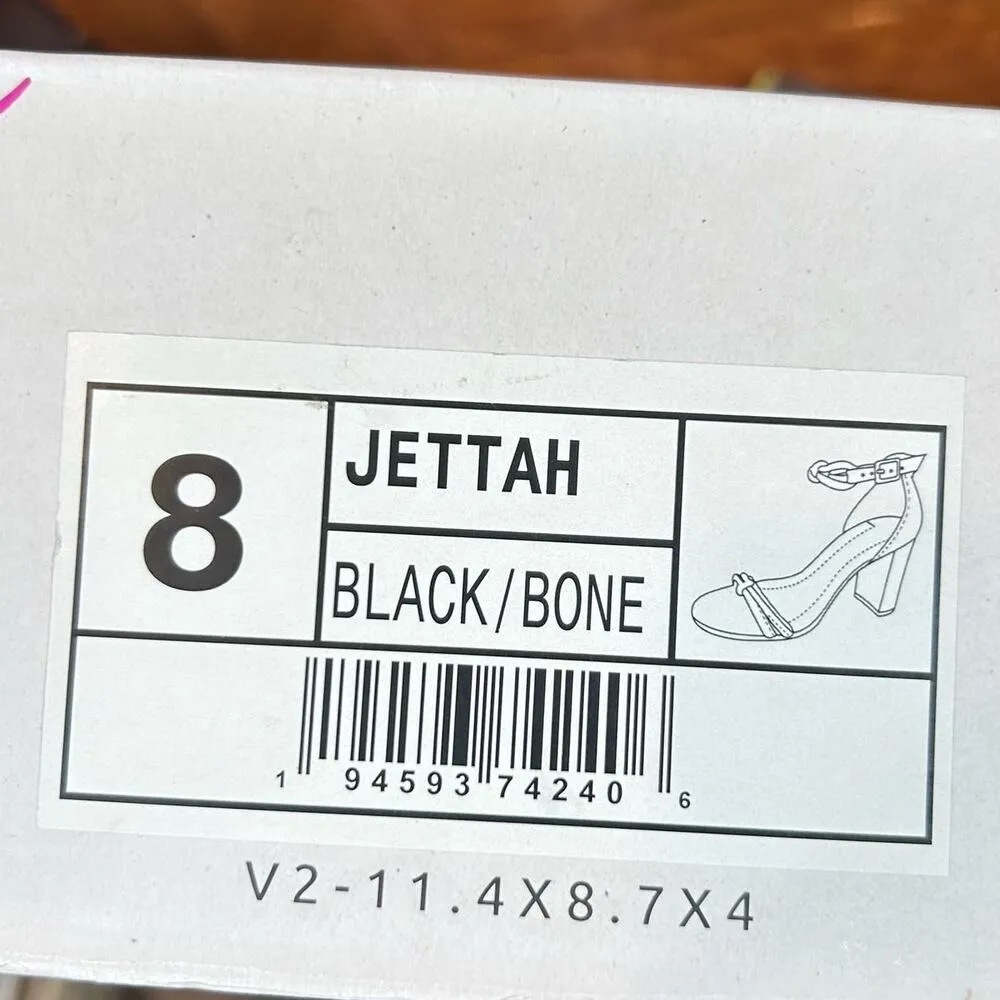 8
JETTAH
BLACK/BONE
1 94593 74240 6
V2-11.4X8.7X4